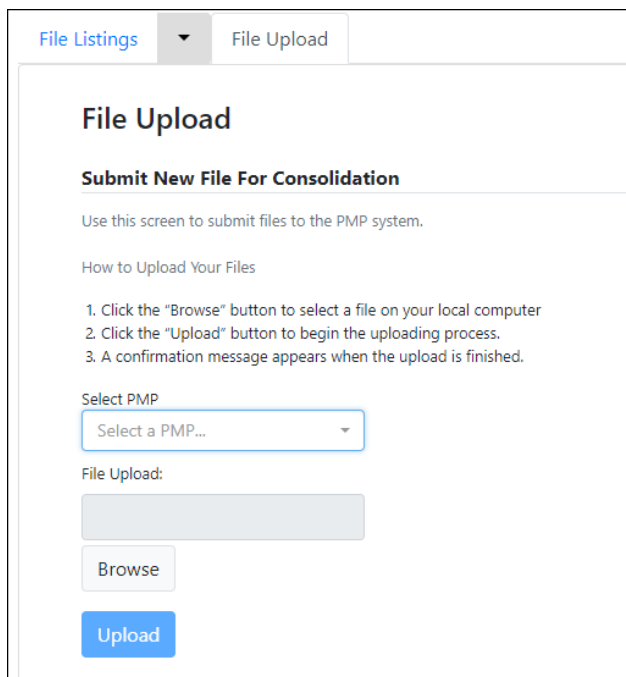 File Listings File Upload
File Upload
Submit New File For Consolidation
Use this screen to submit files to the PMP system.
How to Upload Your Files
1. Click the “Browse” button to select a file on your local computer
2. Click the “Upload” button to begin the uploading process.
3. A confirmation message appears when the upload is finished.
Select PMP
Select a PMP...
File Upload:
Browse
Upload